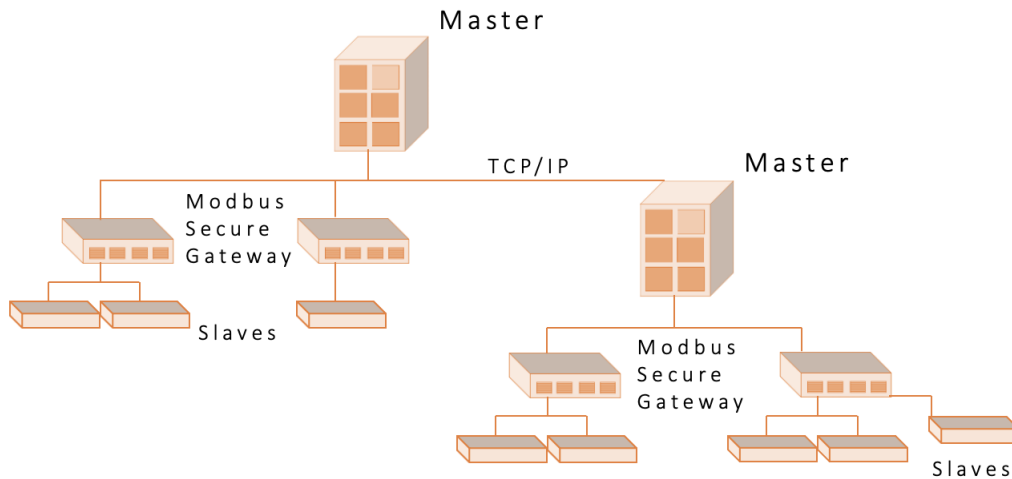 Master
TCP/IP
Master
Modbus
Secure
Gateway
Slaves
Modbus
Secure
Gateway
Slaves